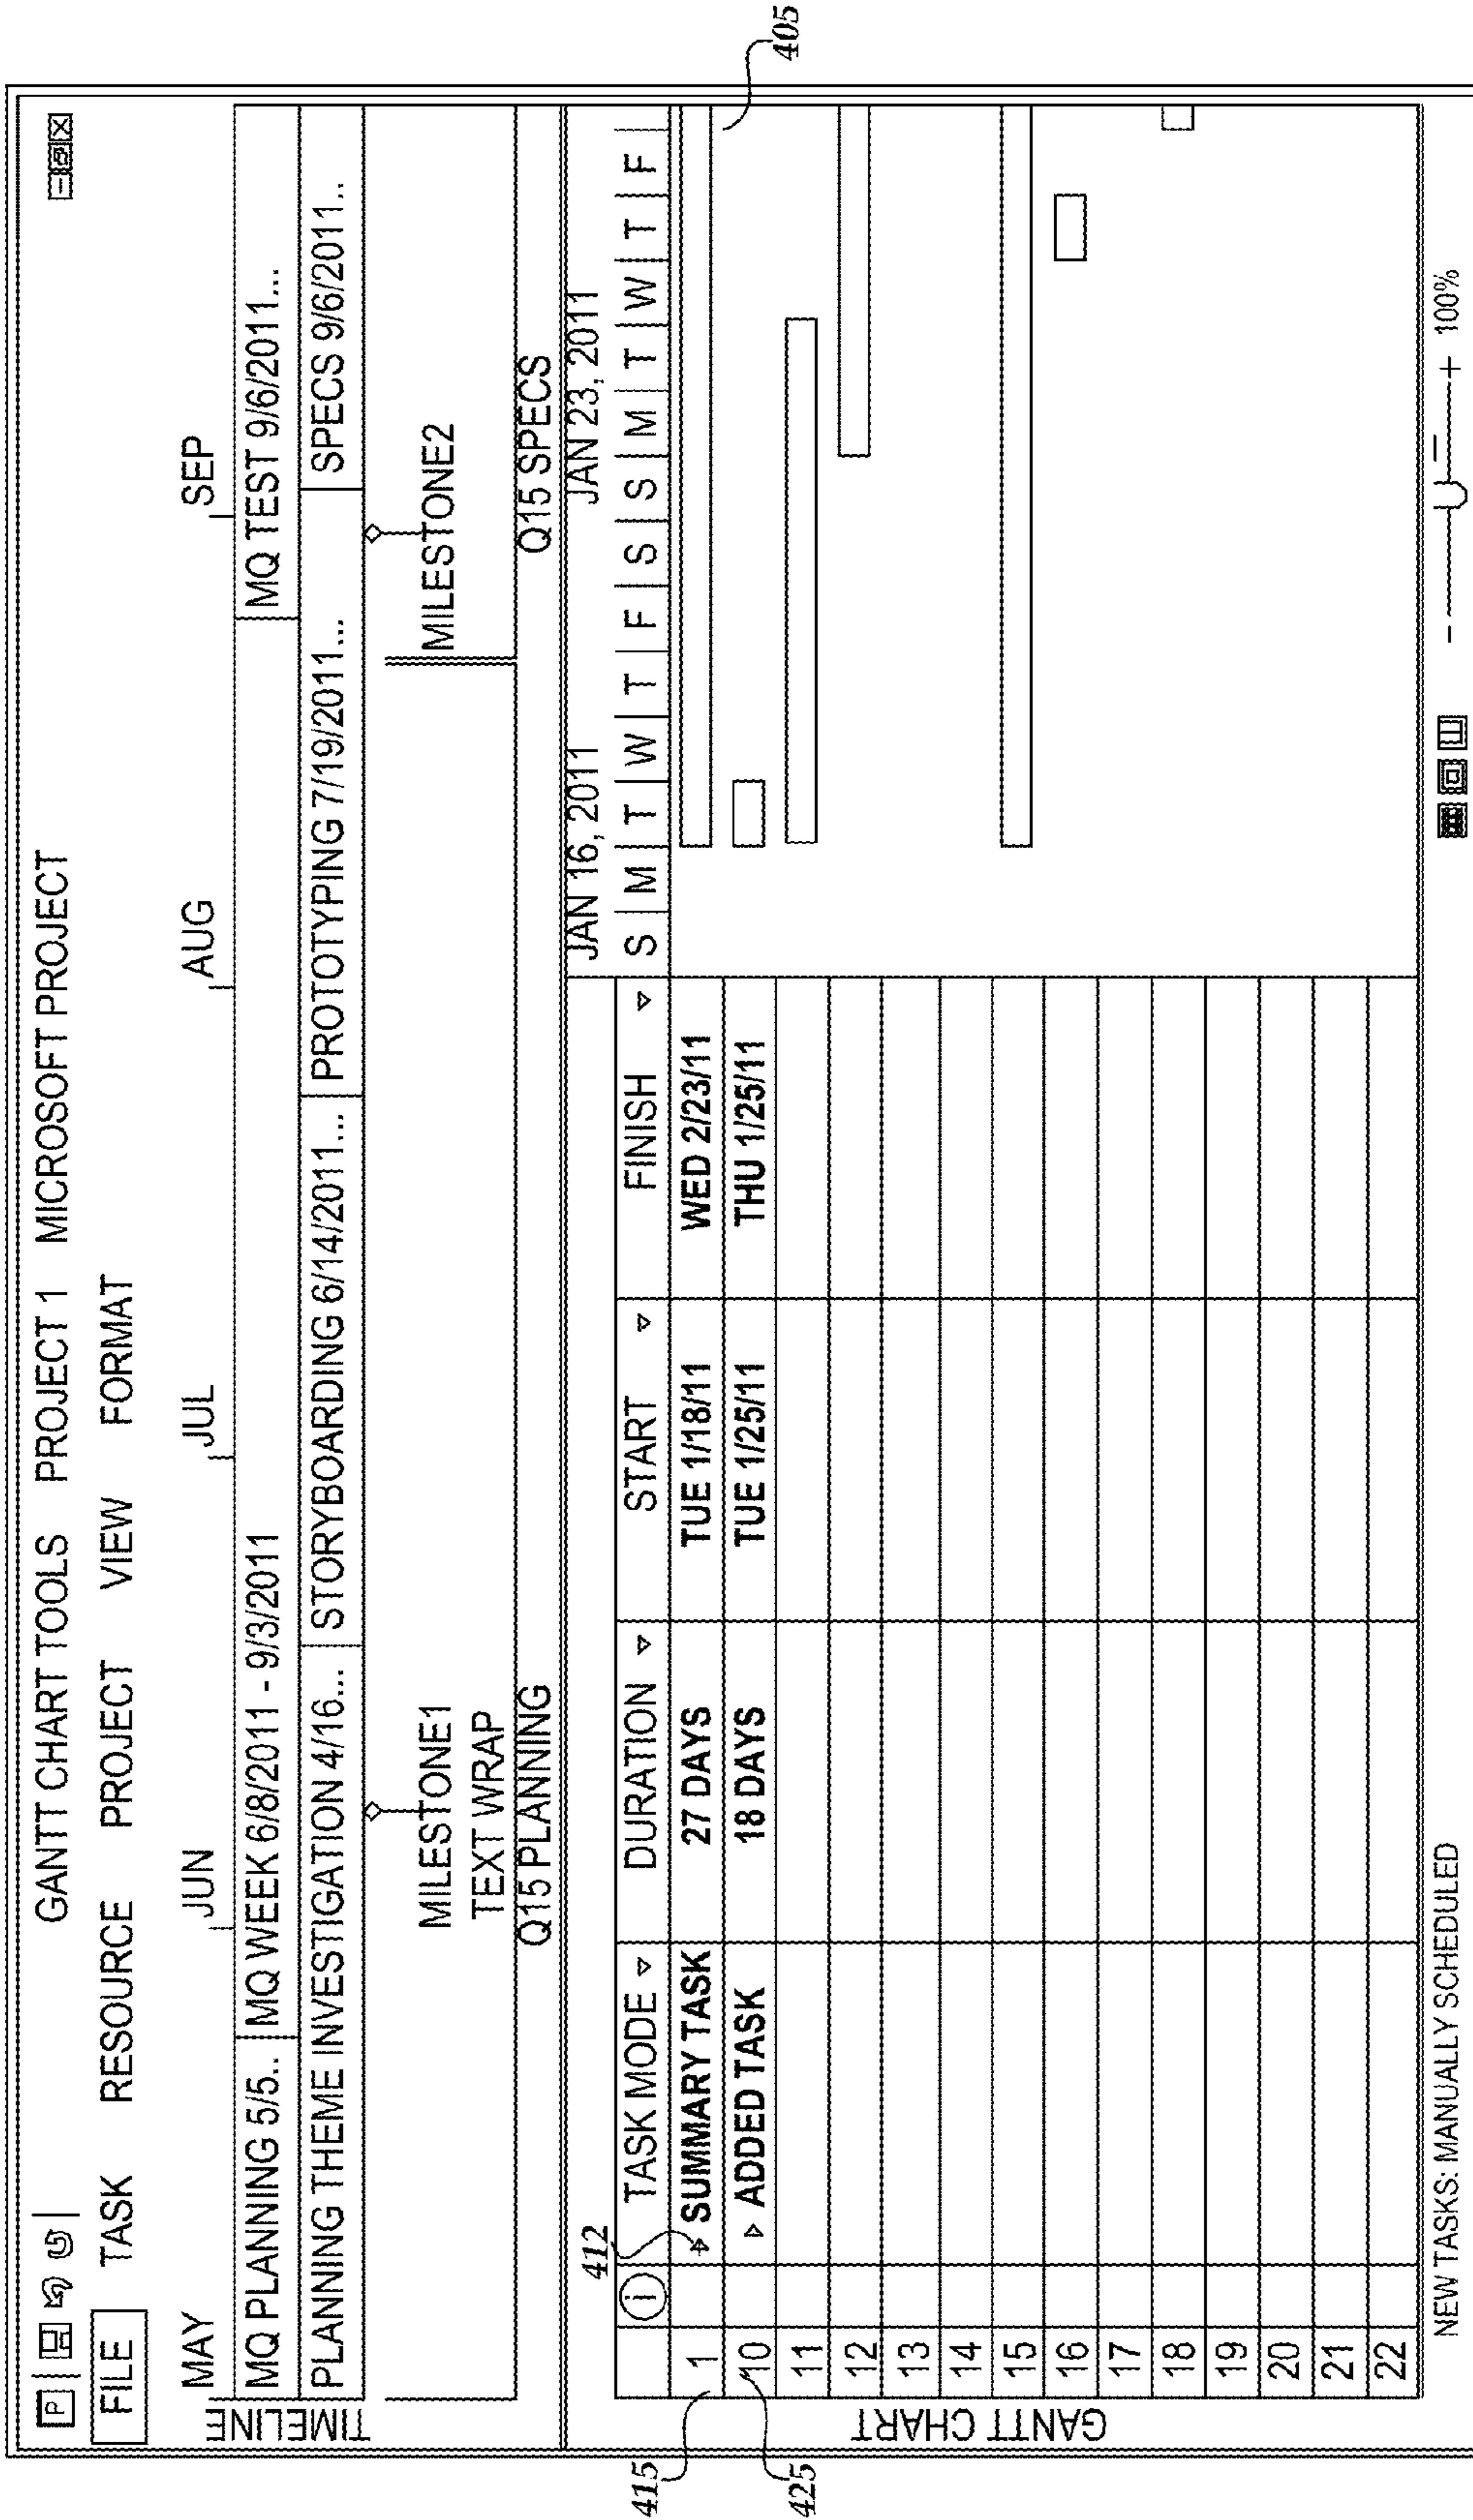 P
GANTT CHART TOOLS PROJECT 1 MICROSOFT PROJECT
FILE TASK RESOURCE PROJECT VIEW FORMAT
TIMELINE
MAY JUN JUL AUG SEP
MQ PLANNING 5/5.. MQ WEEK 6/8/2011 - 9/3/2011 MQ TEST 9/6/2011...
PLANNING THEME INVESTIGATION 4/16... STORYBOARDING 6/14/2011... PROTOTYPING 7/19/2011... SPECS 9/6/2011..
MILESTONE1 MILESTONE2
TEXT WRAP
Q15 PLANNING Q15 SPECS
412 JAN 16, 2011 JAN 23, 2011
i TASK MODE DURATION START FINISH S M T W T F S S M T W T F
415 1 SUMMARY TASK 27 DAYS TUE 1/18/11 WED 2/23/11
405
425 10 ADDED TASK 18 DAYS TUE 1/25/11 THU 1/25/11
11
12
13
14
15
16
17
18
19
20
21
22
GANTT CHART
NEW TASKS: MANUALLY SCHEDULED - + 100%